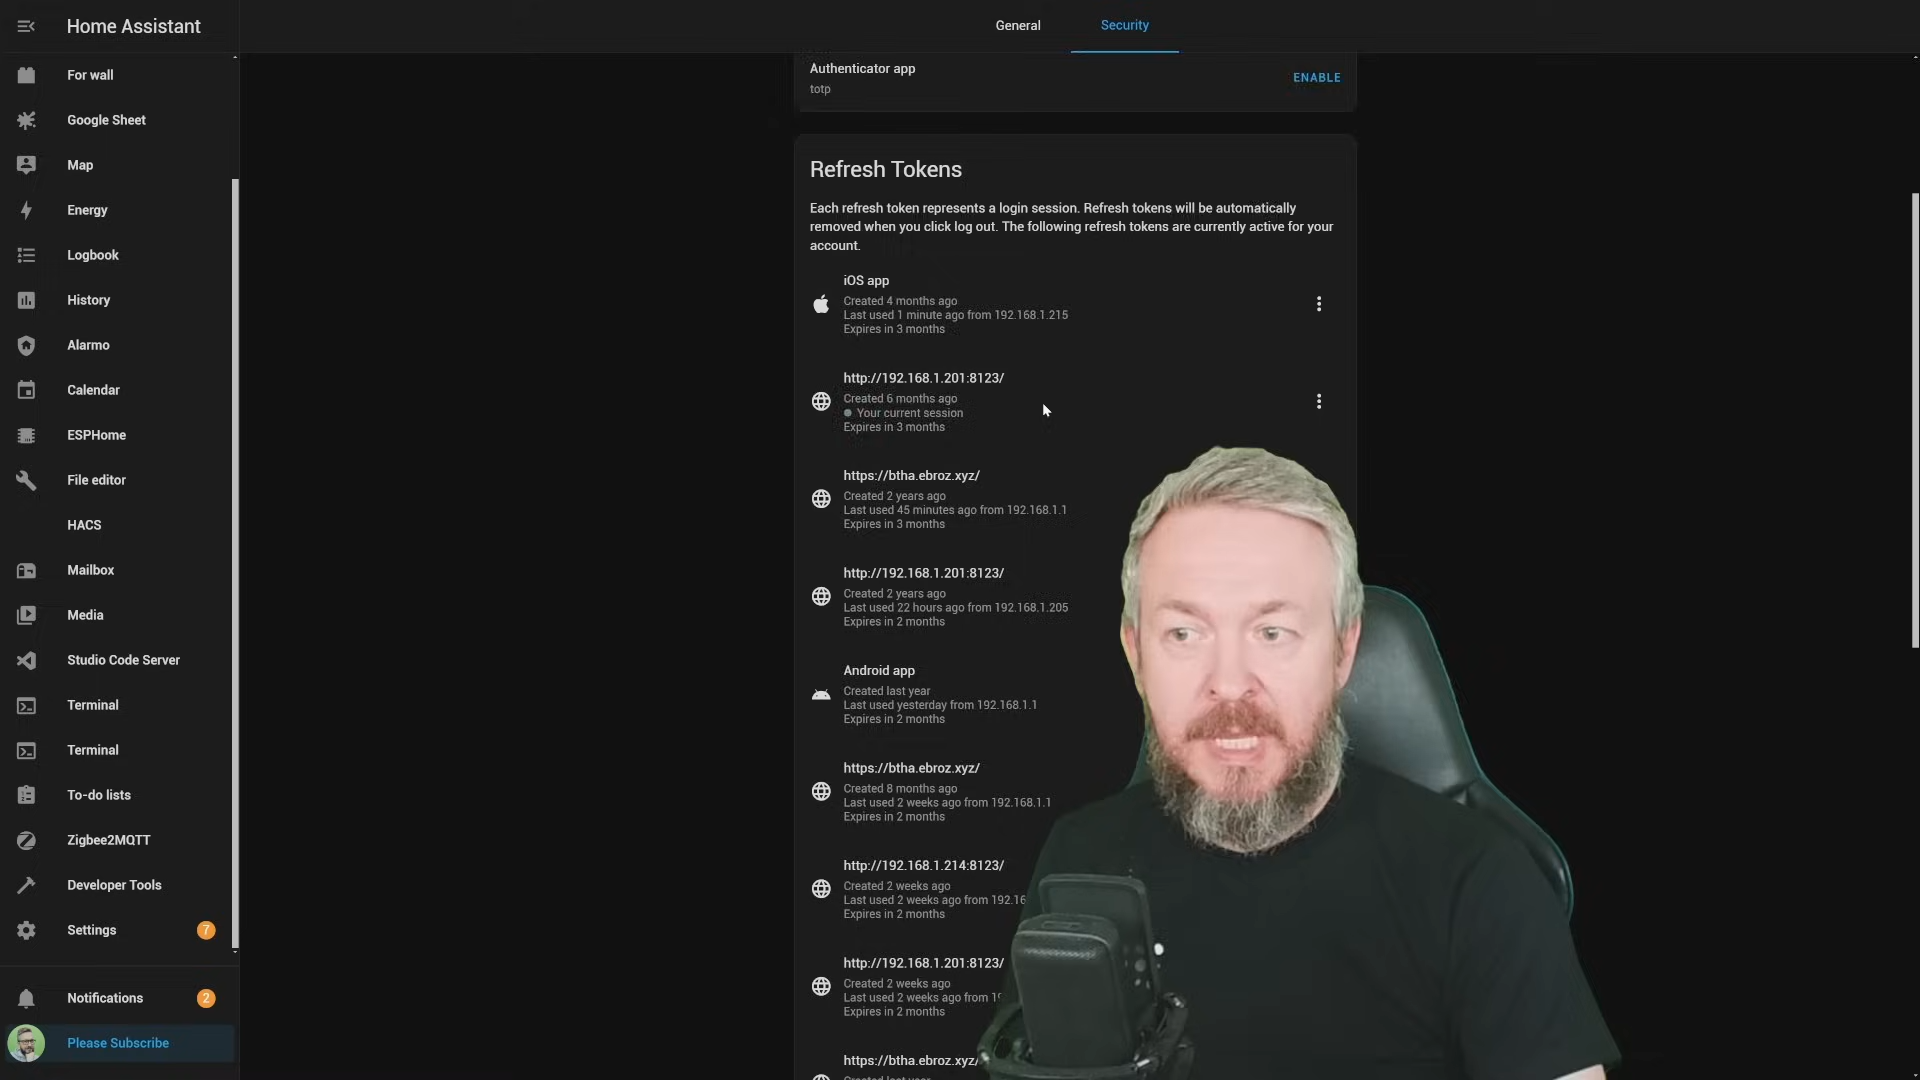 Home Assistant
General
Security
For wall
Google Sheet
Map
Energy
Logbook
History
Alarmo
Calendar
ESPHome
File editor
HACS
Mailbox
Media
Studio Code Server
Terminal
Terminal
To-do lists
Zigbee2MQTT
Developer Tools
Settings
7
Notifications
2
Please Subscribe
Authenticator app
totp
ENABLE
Refresh Tokens
Each refresh token represents a login session. Refresh tokens will be automatically
removed when you click log out. The following refresh tokens are currently active for your
account.
iOS app
Created 4 months ago
Last used 1 minute ago from 192.168.1.215
Expires in 3 months
http://192.168.1.201:8123/
Created 6 months ago
Your current session
Expires in 3 months
https://btha.ebroz.xyz/
Created 2 years ago
Last used 45 minutes ago from 192.168.1.1
Expires in 3 months
http://192.168.1.201:8123/
Created 2 years ago
Last used 22 hours ago from 192.168.1.205
Expires in 2 months
Android app
Created last year
Last used yesterday from 192.168.1.1
Expires in 2 months
https://btha.ebroz.xyz/
Created 8 months ago
Last used 2 weeks ago from 192.168.1.1
Expires in 2 months
http://192.168.1.214:8123/
Created 2 weeks ago
Last used 2 weeks ago from 192.16
Expires in 2 months
http://192.168.1.201:8123/
Created 2 weeks ago
Last used 2 weeks ago from
Expires in 2 months
https://btha.ebroz.xyz/